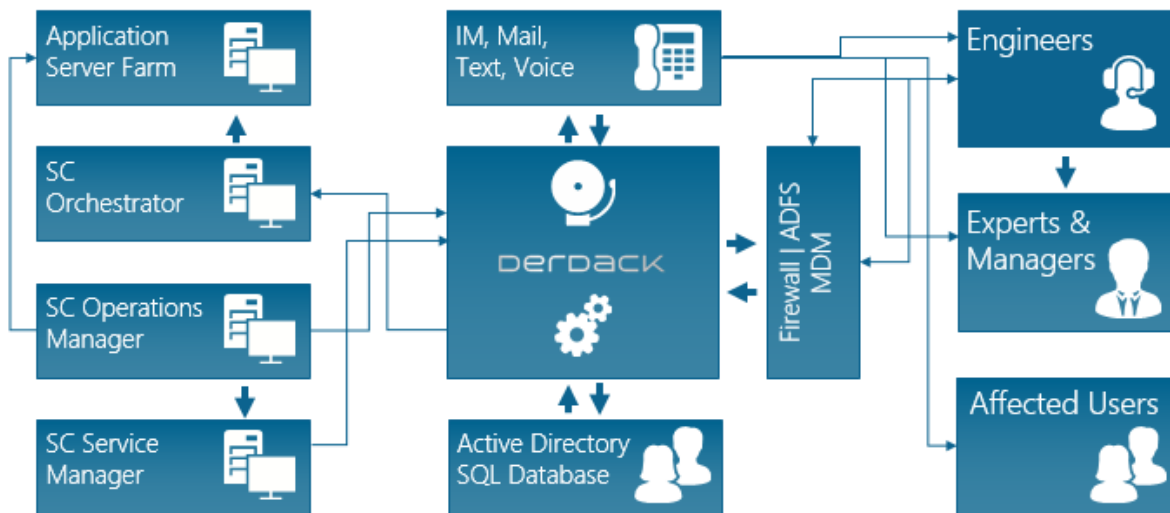 Application
Server Farm
SC
Orchestrator
SC Operations
Manager
SC Service
Manager
IM, Mail,
Text, Voice
DERDACK
Active Directory
SQL Database
Firewall | ADFS
MDM
Engineers
Experts &
Managers
Affected Users